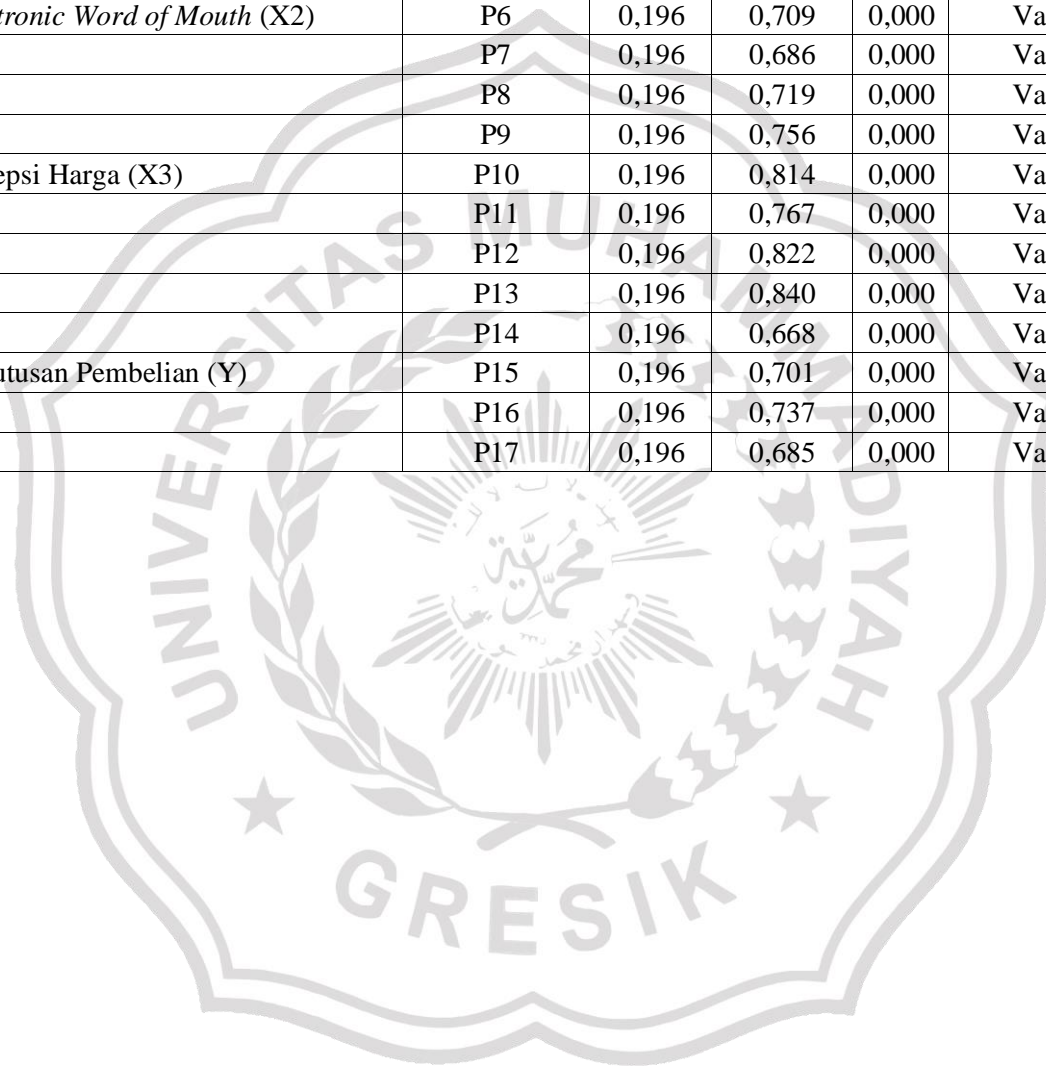 tronic Word of Mouth (X2) P6 0,196 0,709 0,000 Va
P7 0,196 0,686 0,000 Va
P8 0,196 0,719 0,000 Va
P9 0,196 0,756 0,000 Va
epsi Harga (X3) P10 0,196 0,814 0,000 Va
P11 0,196 0,767 0,000 Va
P12 0,196 0,822 0,000 Va
P13 0,196 0,840 0,000 Va
P14 0,196 0,668 0,000 Va
utusan Pembelian (Y) P15 0,196 0,701 0,000 Va
P16 0,196 0,737 0,000 Va
P17 0,196 0,685 0,000 Va
UNIVERSITAS MUHAMMADIYAH
GRESIK